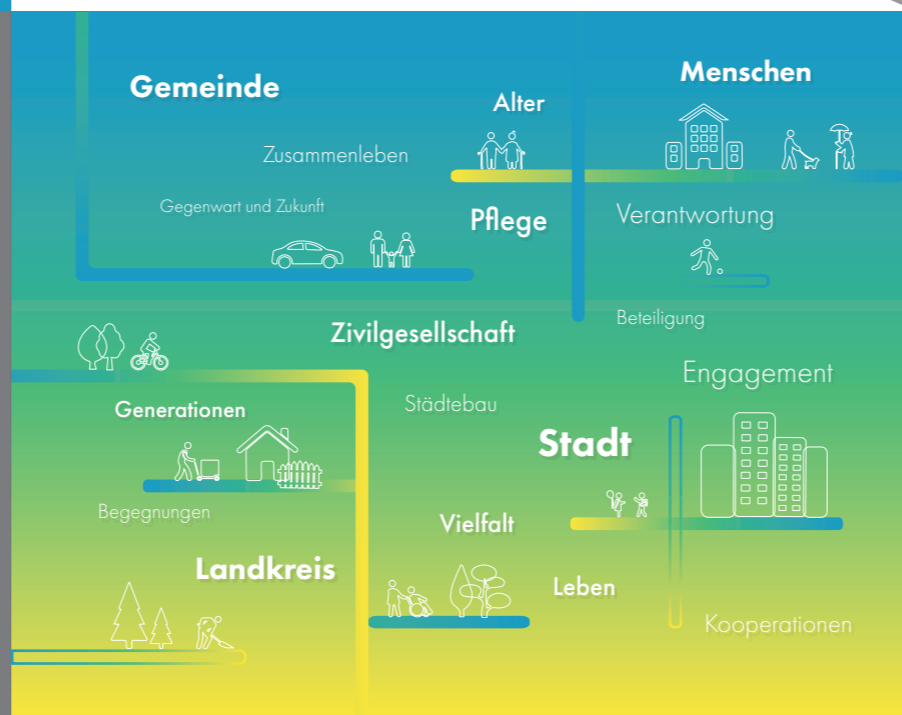 Gemeinde
Menschen
Alter
Zusammenleben
Gegenwart und Zukunft
Pflege
Verantwortung
Beteiligung
Zivilgesellschaft
Engagement
Generationen
Städtebau
Stadt
Begegnungen
Vielfalt
Landkreis
Leben
Kooperationen